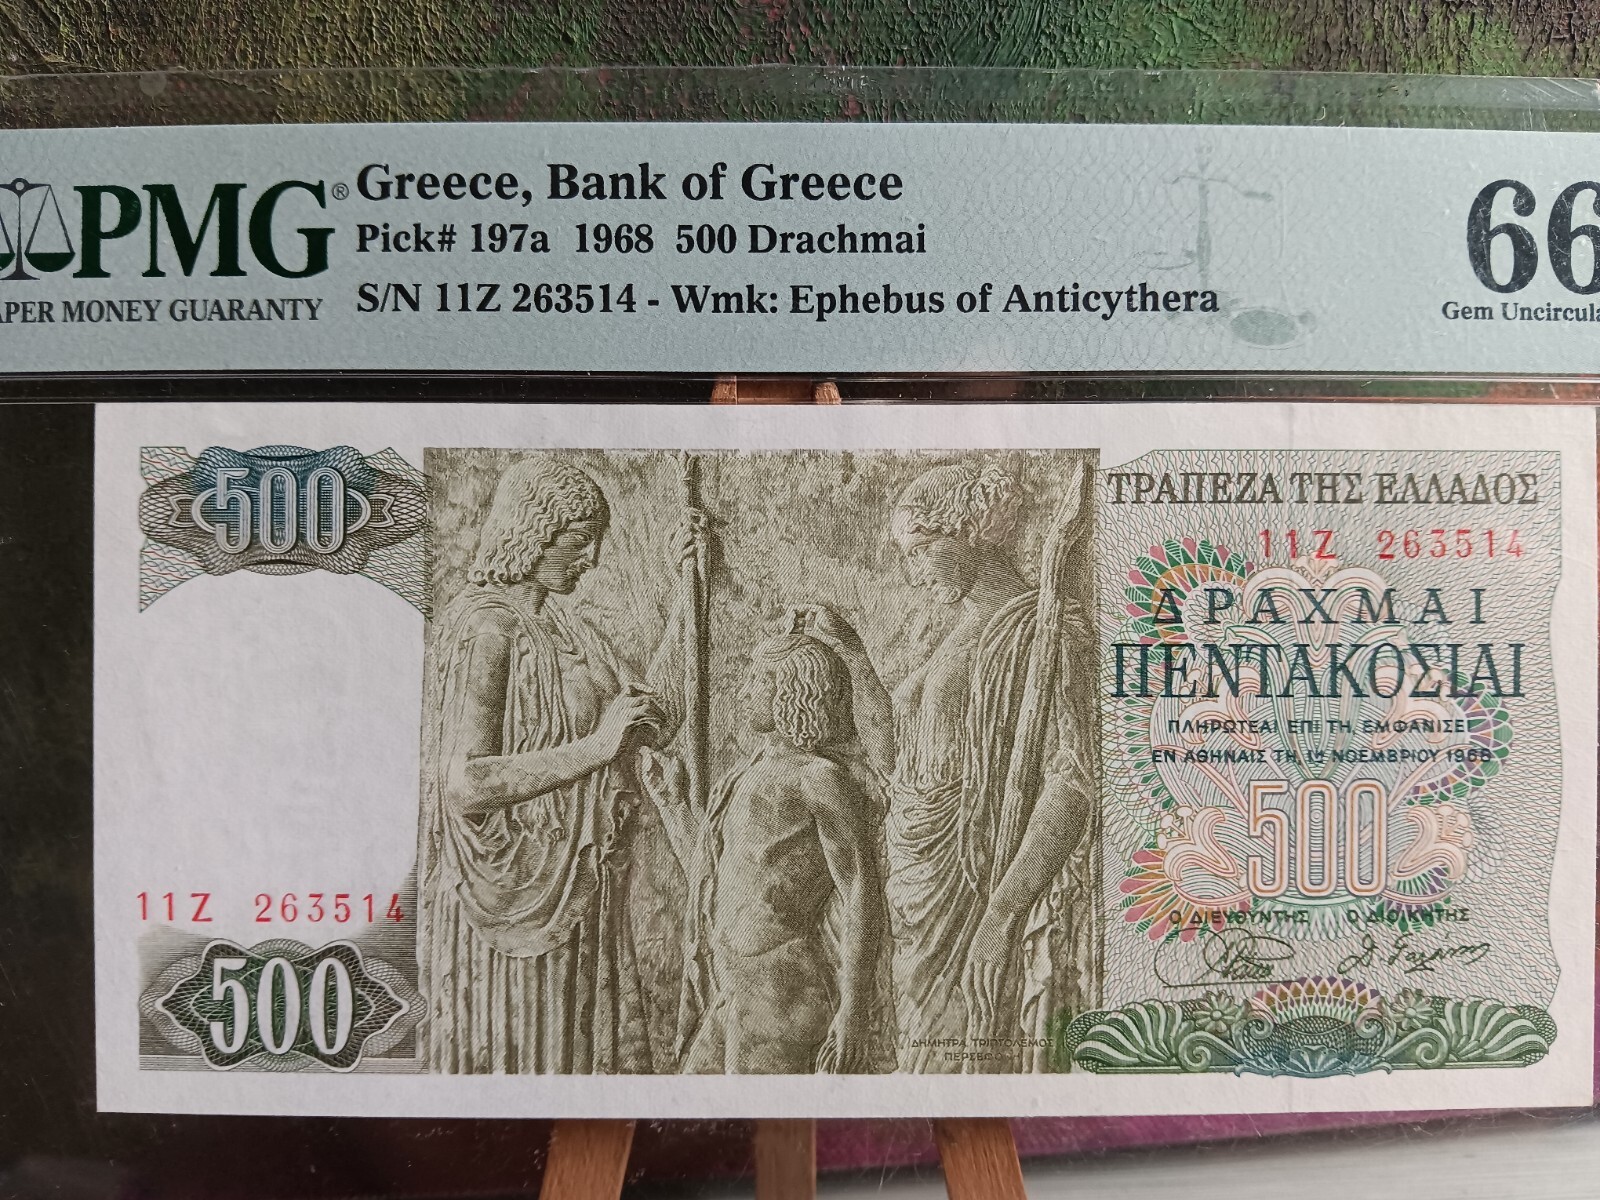 PMG®
APER MONEY GUARANTY
Greece, Bank of Greece
Pick# 197a 1968 500 Drachmai
S/N 11Z 263514 - Wmk: Ephebus of Anticythera
66
Gem Uncircula
500
ΤΡΑΠΕΖΑ ΤΗΣ ΕΛΛΑΔΟΣ
11Z 263514
ΔΡΑΧΜΑΙ
ΠΕΝΤΑΚΟΣΙΑΙ
ΠΛΗΡΩΤΕΑΙ ΕΠΙ ΤΗ, ΕΜΦΑΝΙΣΕΙ
ΕΝ ΑΘΗΝΑΙΣ ΤΗ, 1ῃ ΝΟΕΜΒΡΙΟΥ 1968
500
11Z 263514
Ο ΔΙΕΥΘΥΝΤΗΣ Ο ΔΙΟΙΚΗΤΗΣ
500
ΔΗΜΗΤΡΑ, ΤΡΙΠΤΟΛΕΜΟΣ
ΠΕΡΣΕΦΟΝΗ